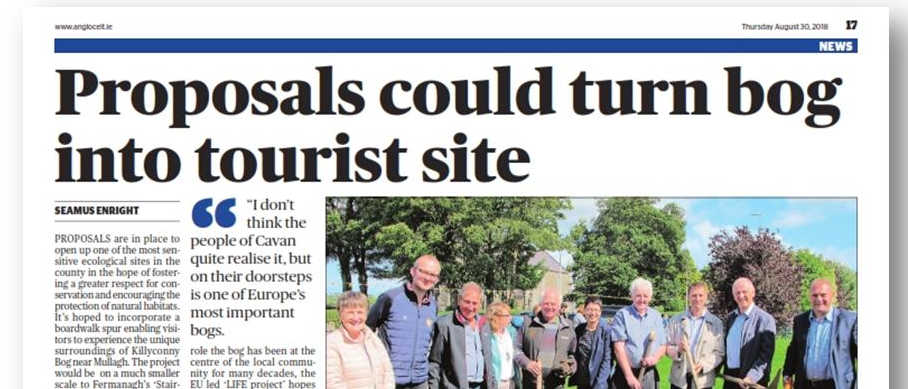 www.anglocelt.ie
Thursday August 30, 2018 17
NEWS
Proposals could turn bog
into tourist site
SEAMUS ENRIGHT
PROPOSALS are in place to
open up one of the most sen-
sitive ecological sites in the
county in the hope of foster-
ing a greater respect for con-
servation and encouraging the
protection of natural habitats.
It's hoped to incorporate a
boardwalk spur enabling visi-
tors to experience the unique
surroundings of Killyconny
Bog near Mullagh. The project
would be on a much smaller
scale to Fermanagh's 'Stair-
“I don't
think the
people of Cavan
quite realise it, but
on their doorsteps
is one of Europe's
most important
bogs.
role the bog has been at the
centre of the local commu-
nity for many decades, the
EU led 'LIFE project' hopes